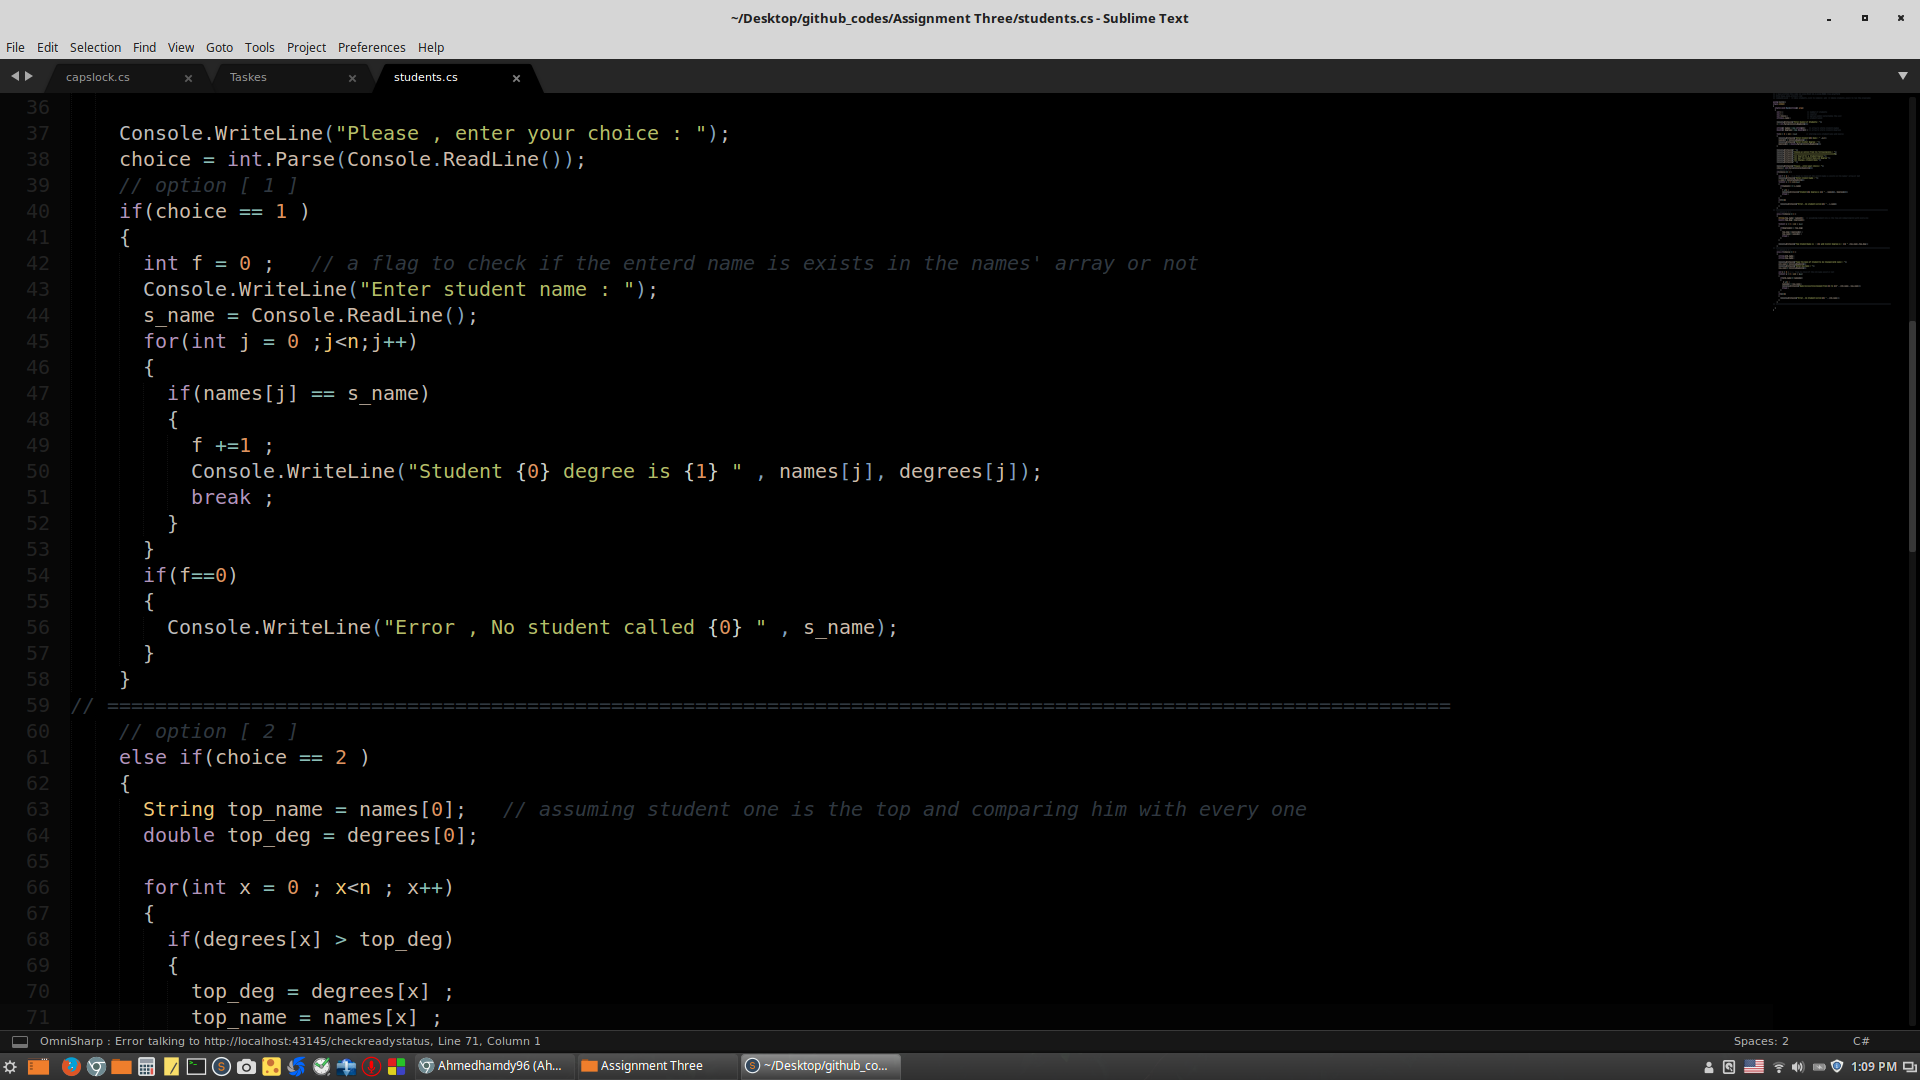 ~/Desktop/github_codes/Assignment Three/students.cs - Sublime Text
File Edit Selection Find View Goto Tools Project Preferences Help
capslock.cs Taskes students.cs
36
37 Console.WriteLine("Please , enter your choice : ");
38 choice = int.Parse(Console.ReadLine());
39 // option [ 1 ]
40 if(choice == 1 )
41 {
42 int f = 0 ; // a flag to check if the enterd name is exists in the names' array or not
43 Console.WriteLine("Enter student name : ");
44 s_name = Console.ReadLine();
45 for(int j = 0 ;j<n;j++)
46 {
47 if(names[j] == s_name)
48 {
49 f +=1 ;
50 Console.WriteLine("Student {0} degree is {1} " , names[j], degrees[j]);
51 break ;
52 }
53 }
54 if(f==0)
55 {
56 Console.WriteLine("Error , No student called {0} " , s_name);
57 }
58 }
59 // ================================================================================================================
60 // option [ 2 ]
61 else if(choice == 2 )
62 {
63 String top_name = names[0]; // assuming student one is the top and comparing him with every one
64 double top_deg = degrees[0];
65
66 for(int x = 0 ; x<n ; x++)
67 {
68 if(degrees[x] > top_deg)
69 {
70 top_deg = degrees[x] ;
71 top_name = names[x] ;
OmniSharp : Error talking to http://localhost:43145/checkreadystatus, Line 71, Column 1 Spaces: 2 C#
Ahmedhamdy96 (Ah... Assignment Three ~/Desktop/github_co... 1:09 PM